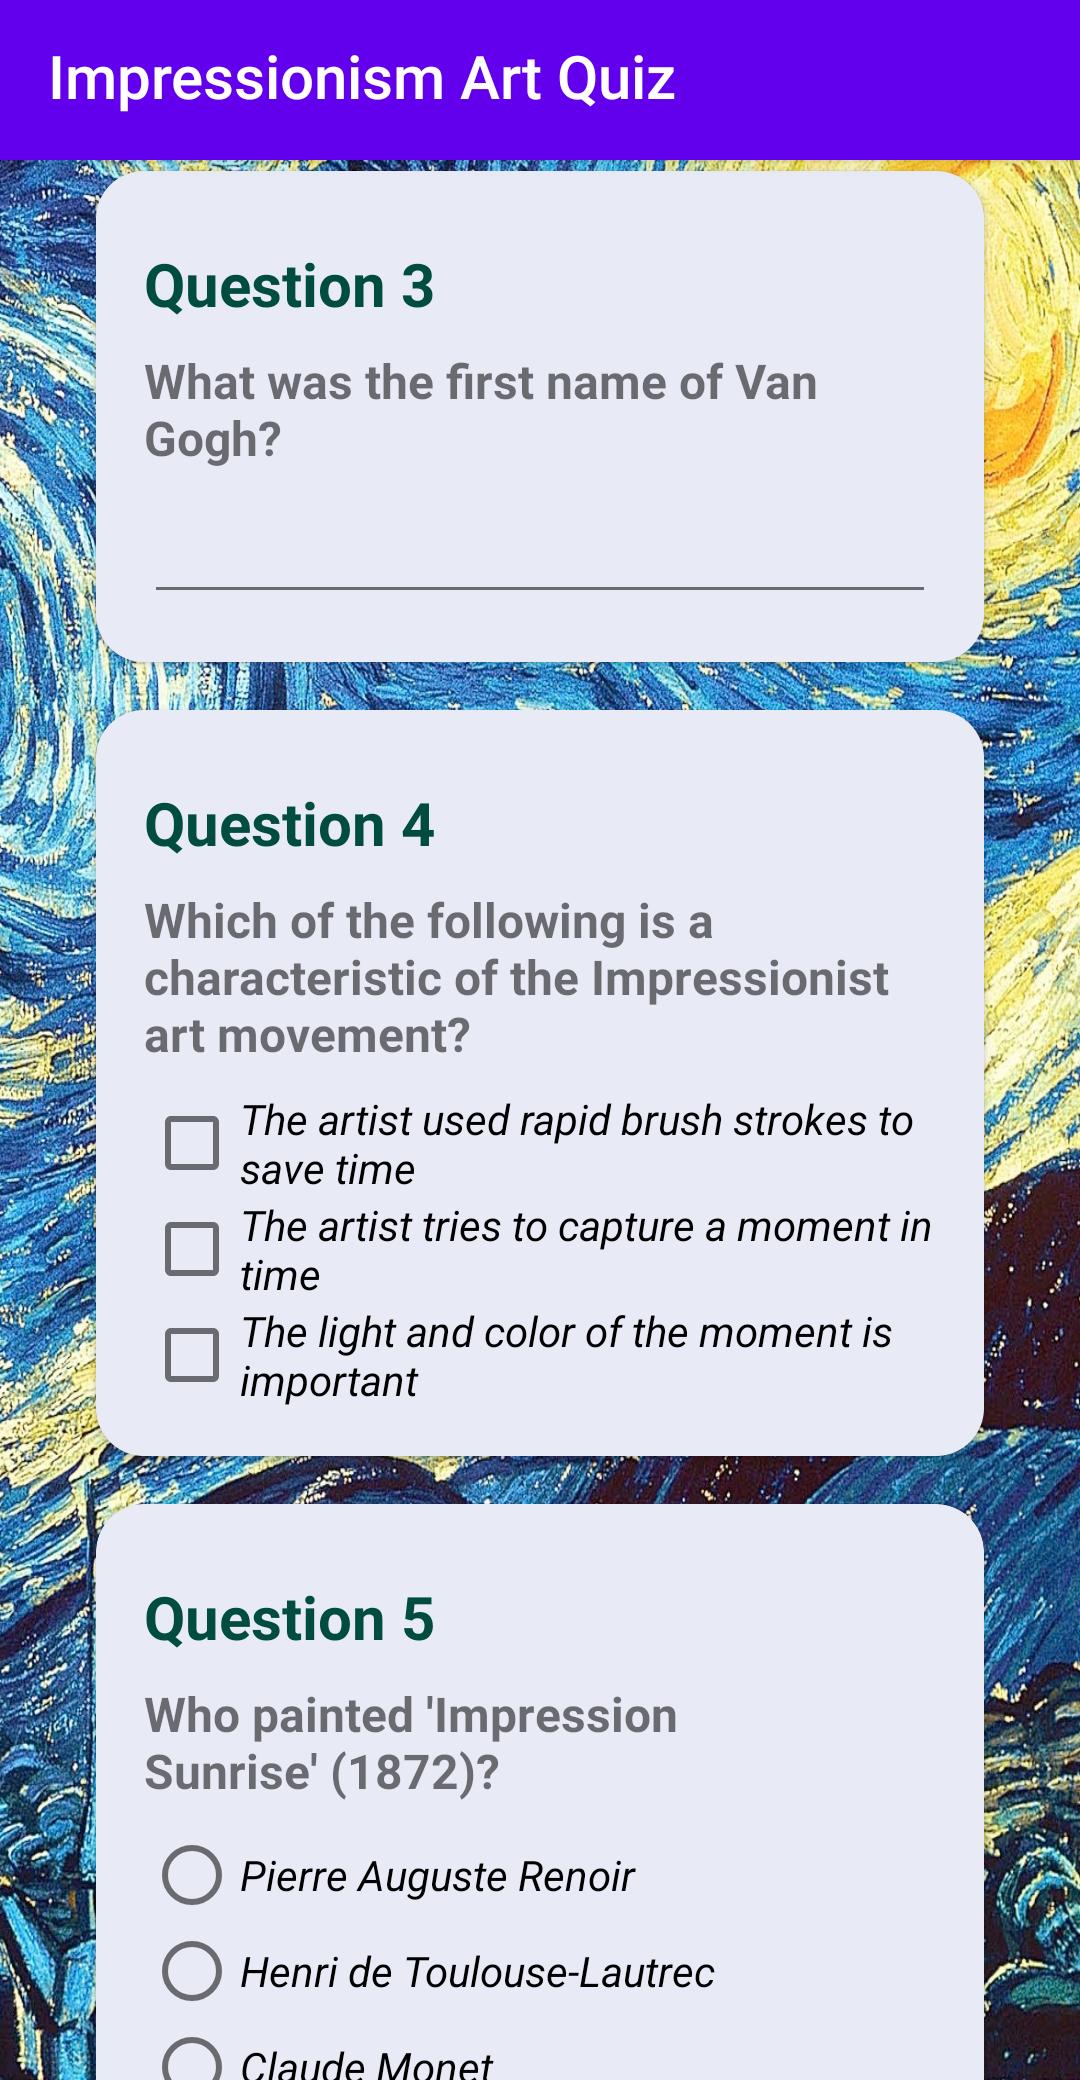 Impressionism Art Quiz
Question 3
What was the first name of Van
Gogh?
Question 4
Which of the following is a
characteristic of the Impressionist
art movement?
The artist used rapid brush strokes to
save time
The artist tries to capture a moment in
time
The light and color of the moment is
important
Question 5
Who painted 'Impression
Sunrise' (1872)?
Pierre Auguste Renoir
Henri de Toulouse-Lautrec
Claude Monet